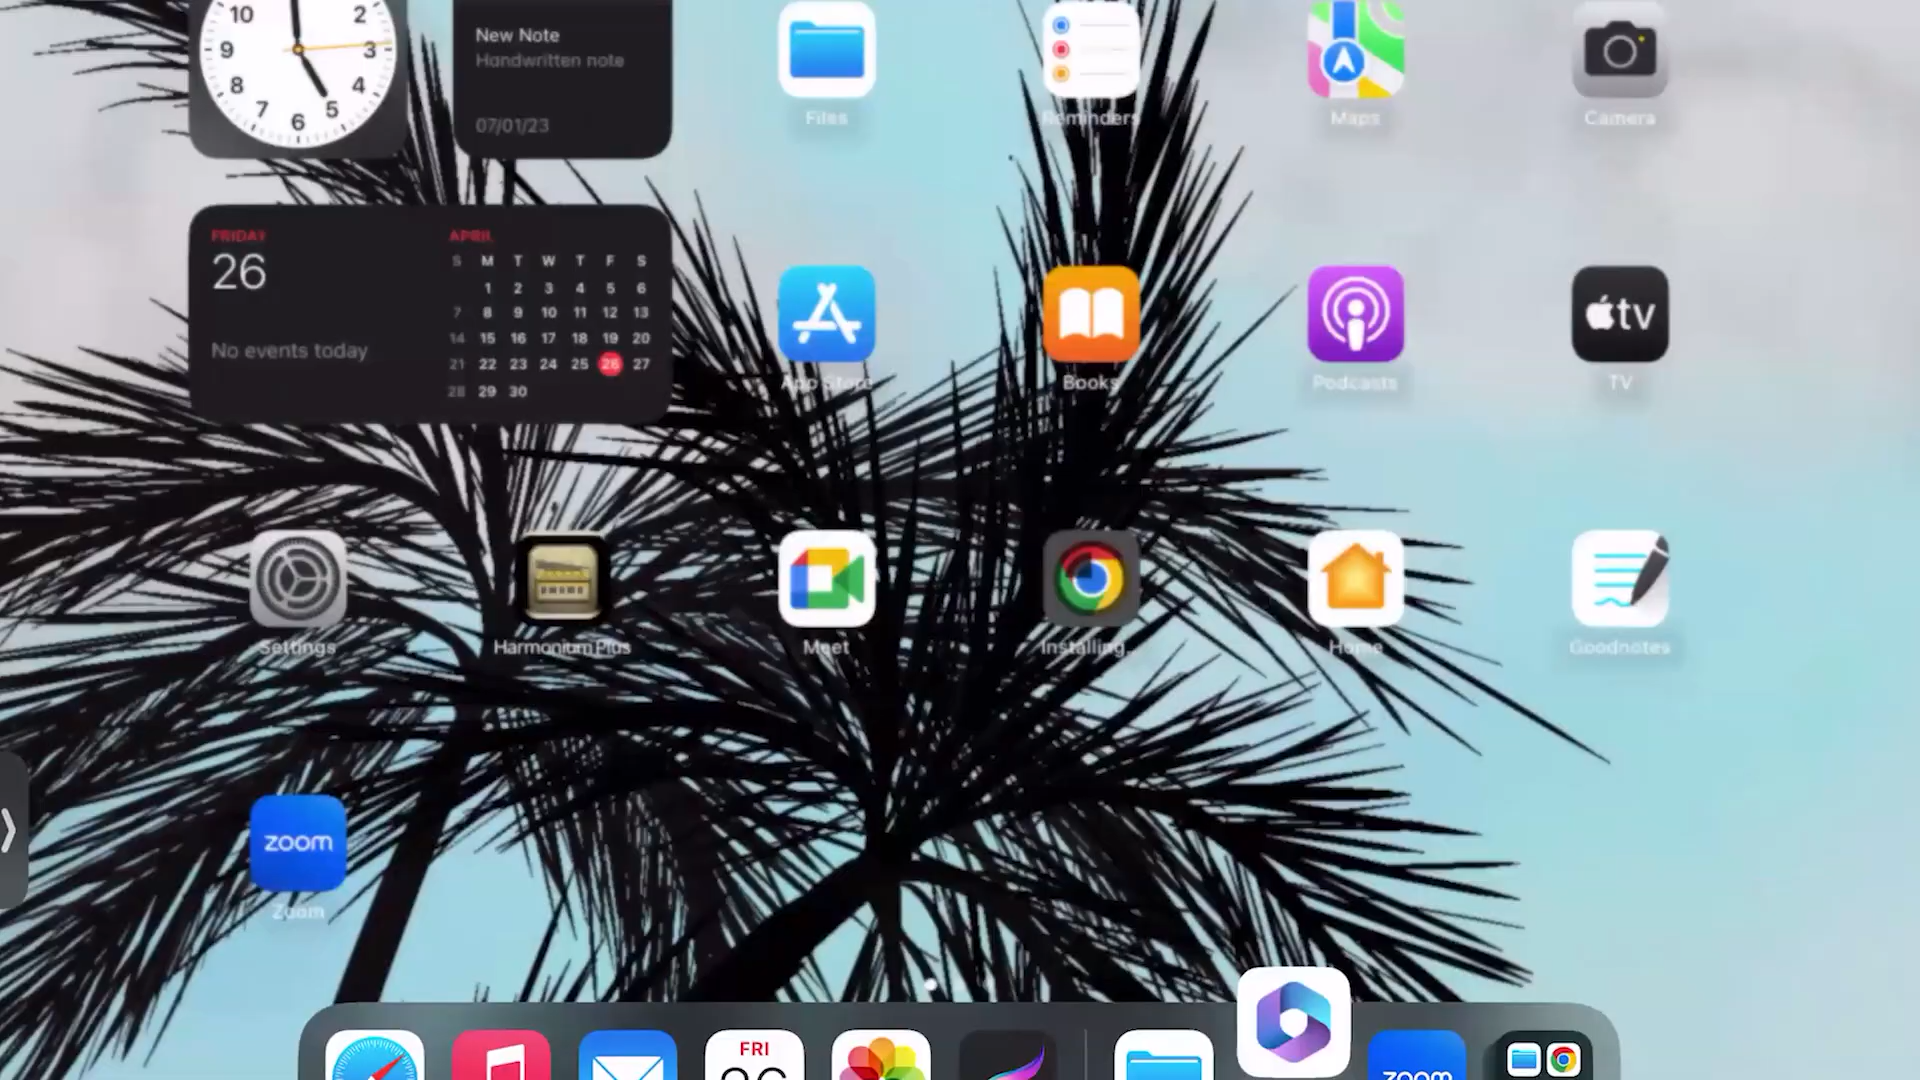 10 2
9 3
8 4
7 5
6
New Note
Handwritten note
07/01/23
Files
Reminders
Maps
Camera
FRIDAY
26
No events today
APRIL
S M T W T F S
1 2 3 4 5 6
7 8 9 10 11 12 13
14 15 16 17 18 19 20
21 22 23 24 25 26 27
28 29 30
App Store
Books
Podcasts
tv
TV
Settings
Harmonium Plus
Meet
Installing...
Home
Goodnotes
zoom
Zoom
FRI
26
zoom